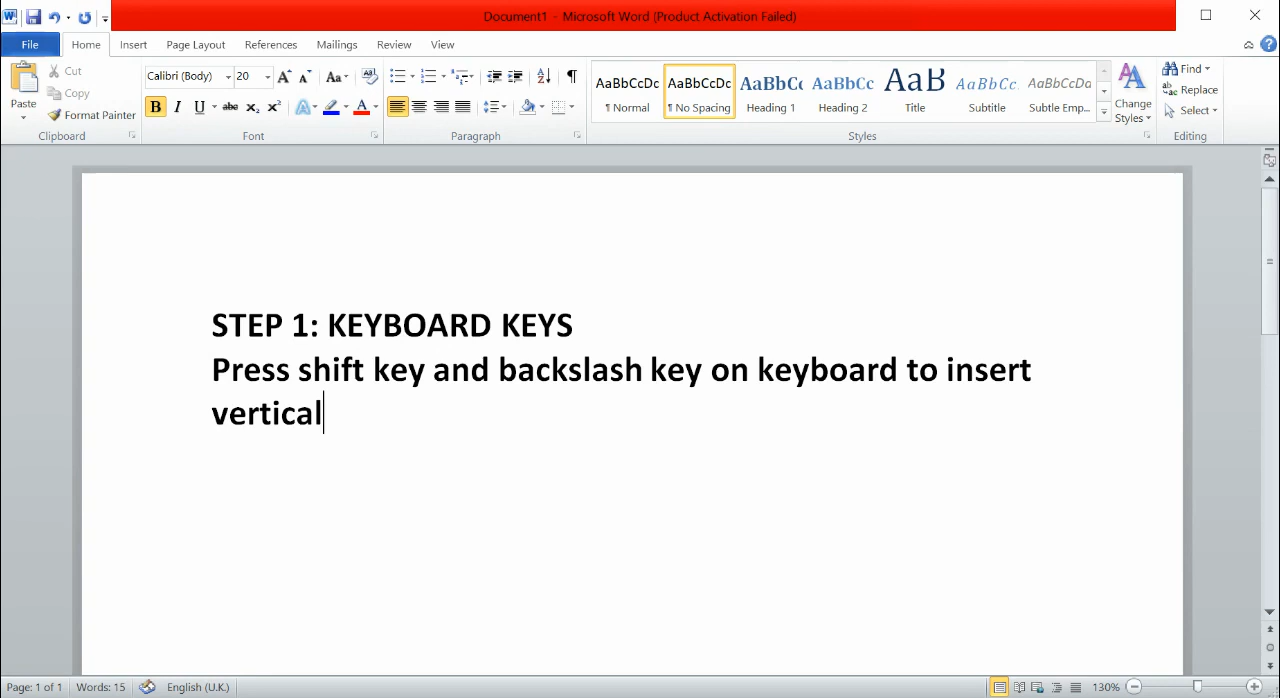 Document1 - Microsoft Word (Product Activation Failed)
File Home Insert Page Layout References Mailings Review View
Paste
Cut
Copy
Format Painter
Clipboard
Calibri (Body) 20
Font
Paragraph
AaBbCcDc AaBbCcDc AaBbCc AaBbCc AaB AaBbCc. AaBbCcDa
¶ Normal ¶ No Spacing Heading 1 Heading 2 Title Subtitle Subtle Emp...
Change
Styles
Styles
Find
Replace
Select
Editing
STEP 1: KEYBOARD KEYS
Press shift key and backslash key on keyboard to insert
vertical
Page: 1 of 1 Words: 15 English (U.K.) 130%